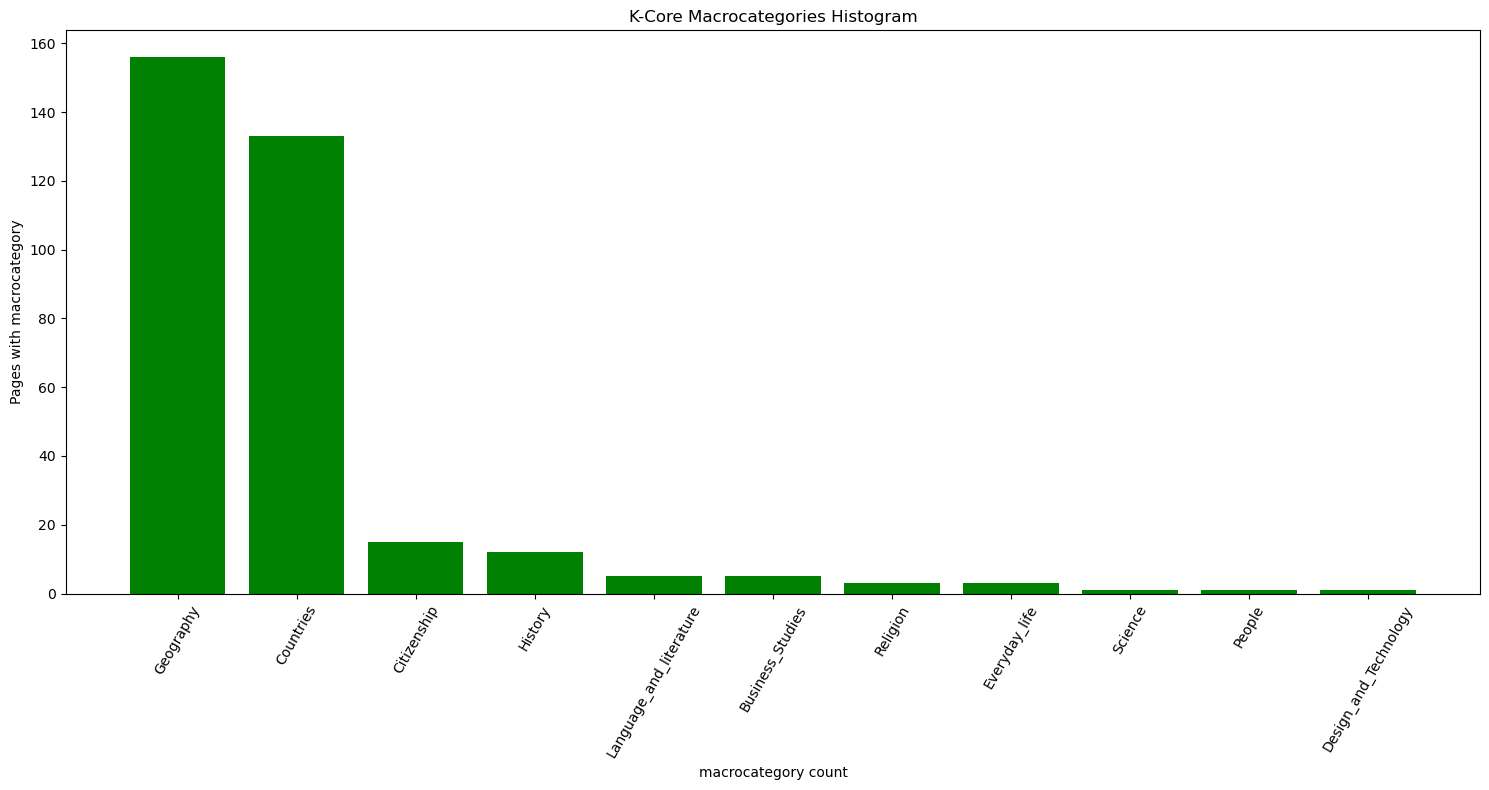 K-Core Macrocategories Histogram
Pages with macrocategory
160
140
120
100
80
60
40
20
0
Geography
Countries
Citizenship
History
Language_and_literature
Business_Studies
Religion
Everyday_life
Science
People
Design_and_Technology
macrocategory count